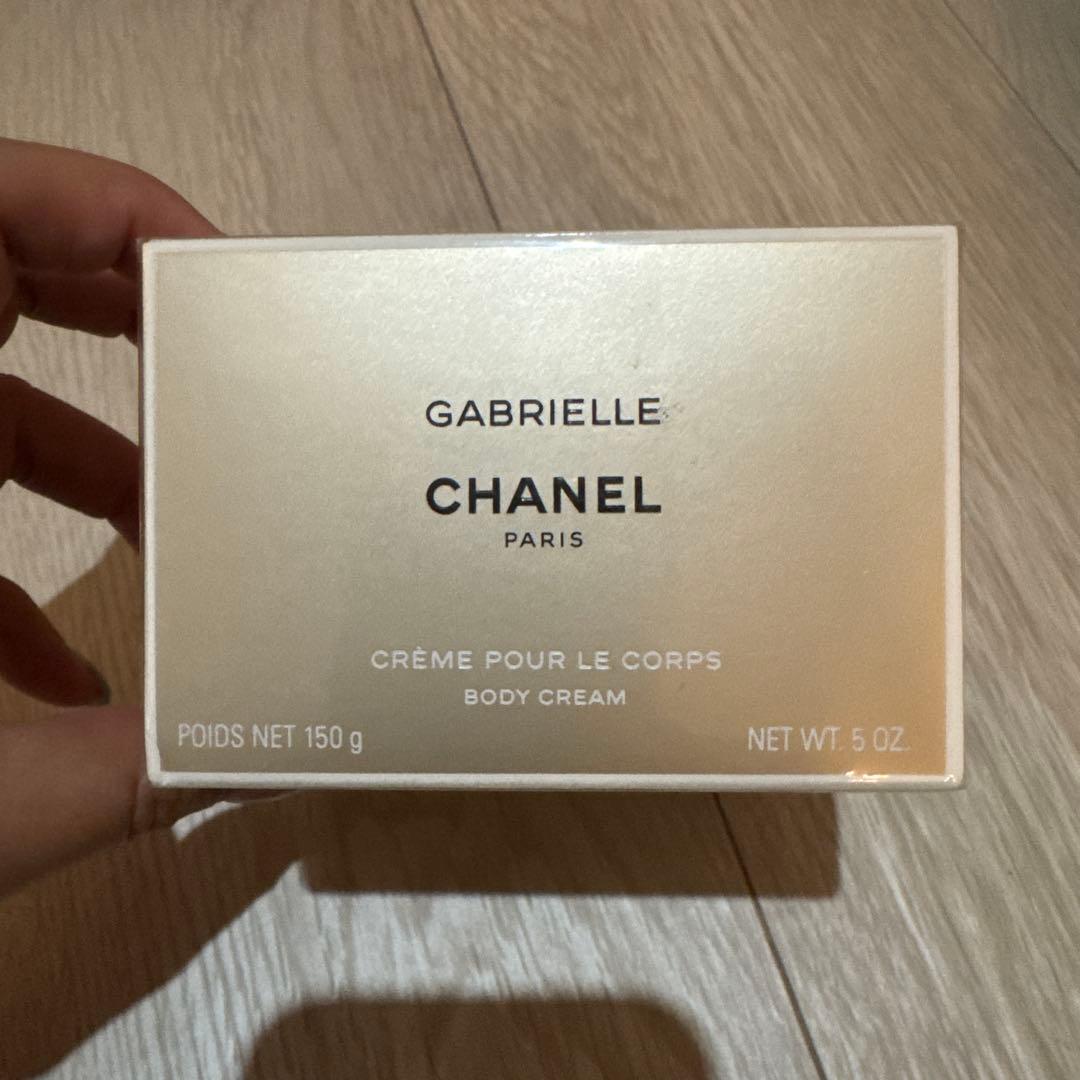 GABRIELLE
CHANEL
PARIS
CRÈME POUR LE CORPS
BODY CREAM
POIDS NET 150 g
NET WT. 5 OZ.